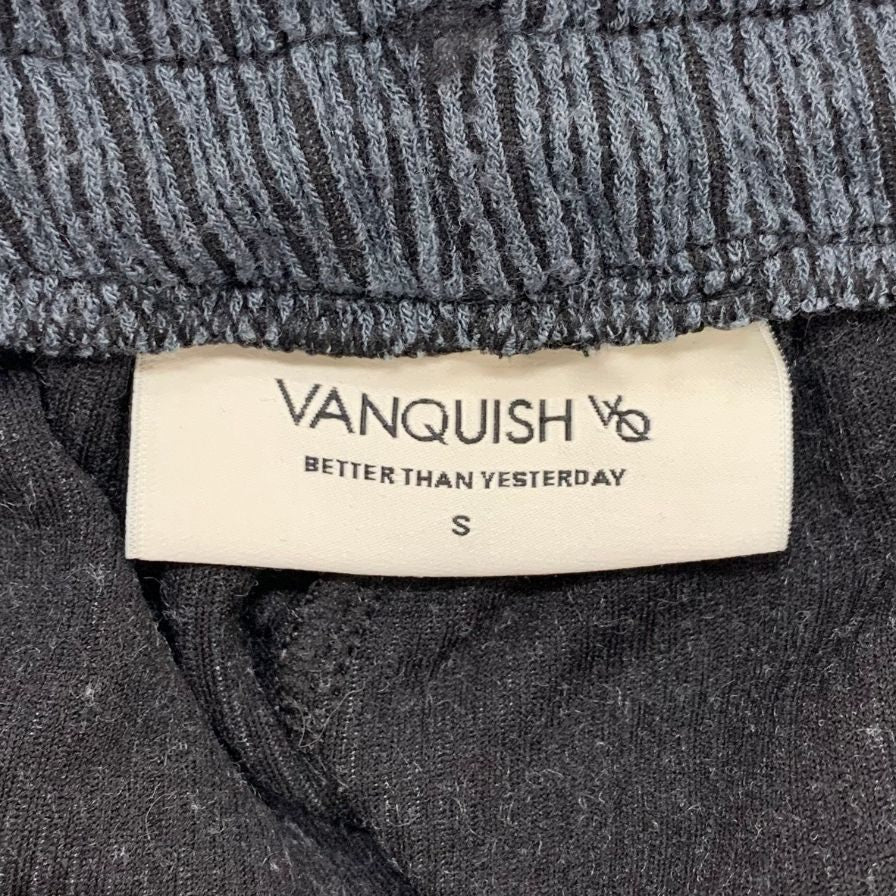 VANQUISH VQ
BETTER THAN YESTERDAY
S